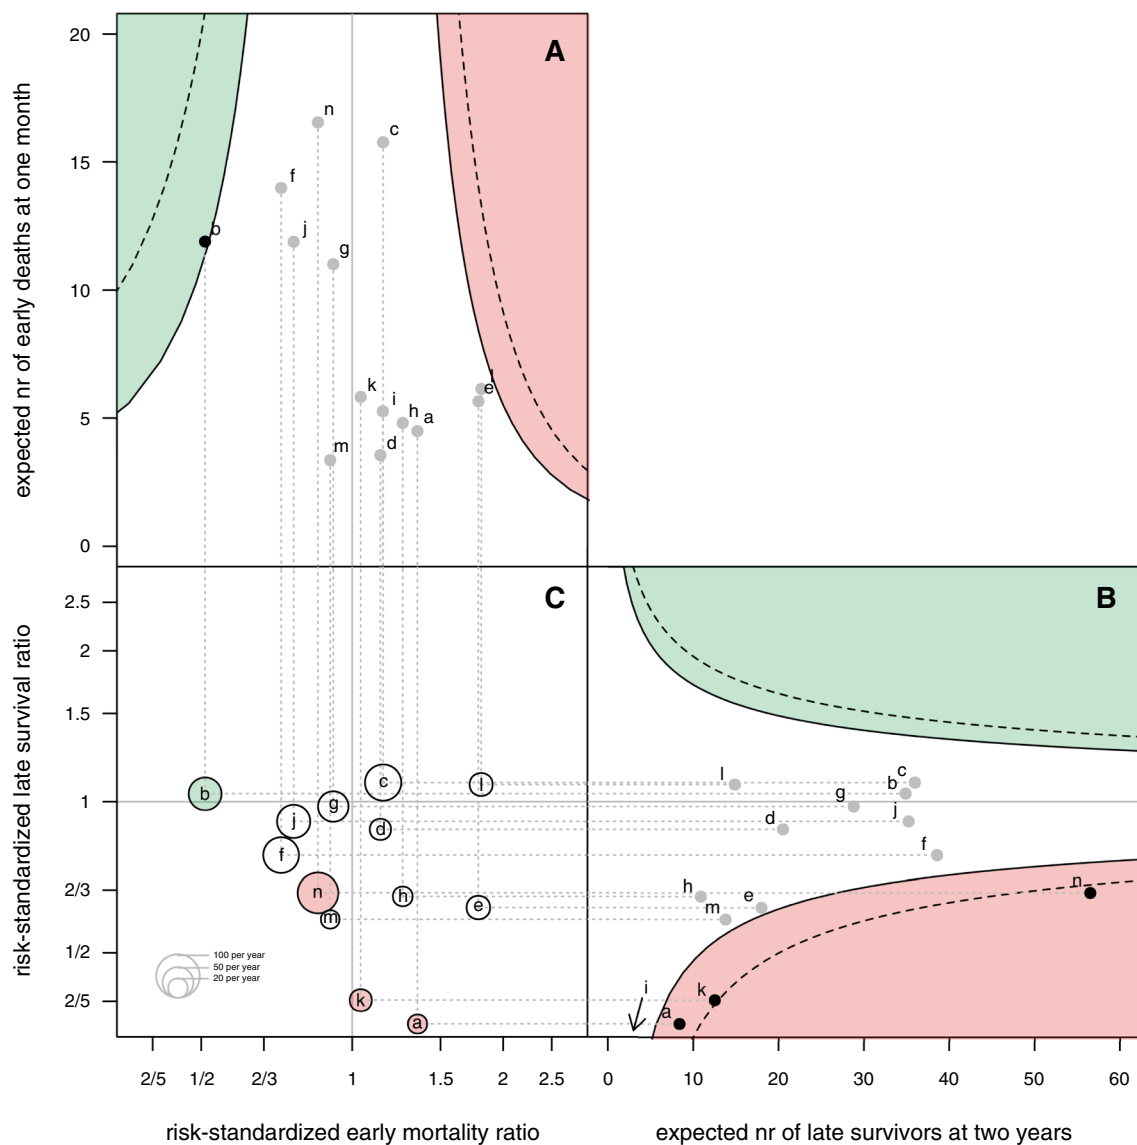 A
20
n
c
15
f
b
j
g
10
k
l
e
i
h
a
5
d
m
0
expected nr of early deaths at one month
C
B
2.5
2
1.5
c
l
l
c
b
b
1
g
g
j
j
d
d
f
f
2/3
n
n
h
h
e
e
m
m
1/2
100 per year
50 per year
20 per year
2/5
k
k
i
a
a
risk-standardized late survival ratio
2/5 1/2 2/3 1 1.5 2 2.5 0 10 20 30 40 50 60
risk-standardized early mortality ratio
expected nr of late survivors at two years